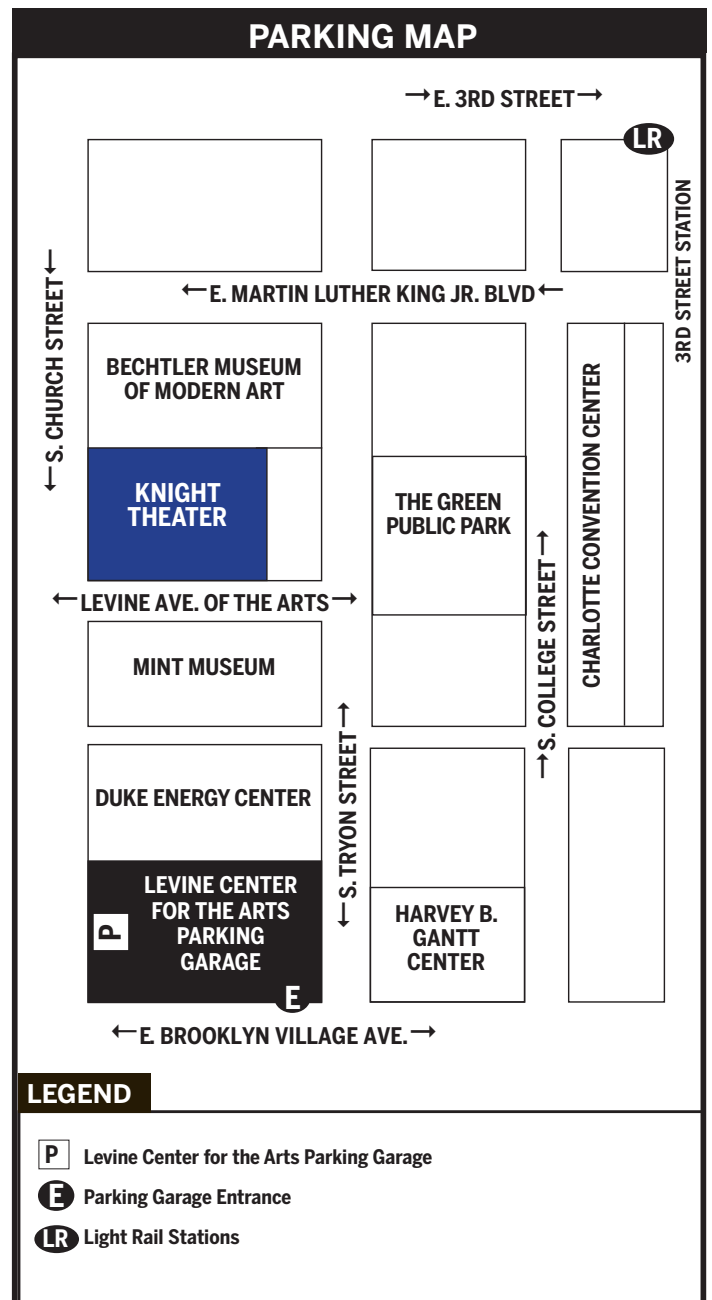 PARKING MAP
→E. 3RD STREET→
LR
3RD STREET STATION
←E. MARTIN LUTHER KING JR. BLVD←
←S. CHURCH STREET←
BECHTLER MUSEUM
OF MODERN ART
KNIGHT
THEATER
THE GREEN
PUBLIC PARK
CHARLOTTE CONVENTION CENTER
→S. COLLEGE STREET→
←LEVINE AVE. OF THE ARTS→
MINT MUSEUM
←S. TRYON STREET→
DUKE ENERGY CENTER
P
LEVINE CENTER
FOR THE ARTS
PARKING
GARAGE
E
HARVEY B.
GANTT
CENTER
←E. BROOKLYN VILLAGE AVE.→
LEGEND
P Levine Center for the Arts Parking Garage
E Parking Garage Entrance
LR Light Rail Stations